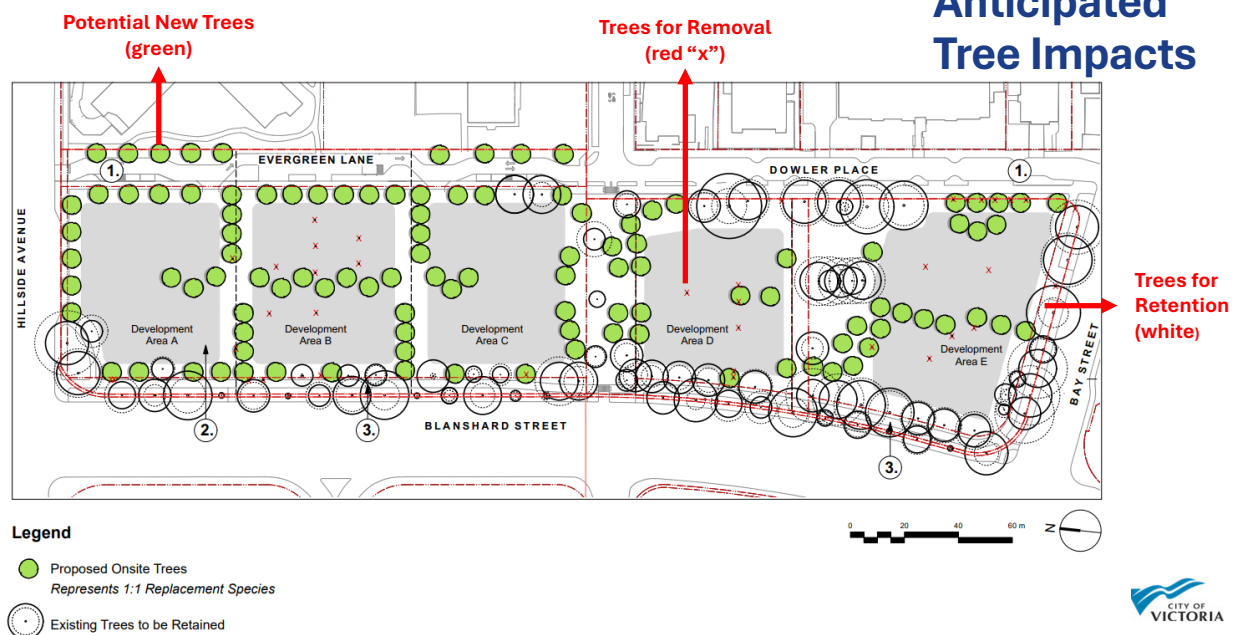 Anticipated
Tree Impacts
Potential New Trees
(green)
Trees for Removal
(red “x”)
EVERGREEN LANE
DOWLER PLACE
1.
1.
HILLSIDE AVENUE
Trees for
Retention
(white)
Development
Area A
Development
Area B
Development
Area C
Development
Area D
Development
Area E
BAY STREET
2.
3.
BLANSHARD STREET
3.
Legend
0 20 40 60 m
N
Proposed Onsite Trees
Represents 1:1 Replacement Species
Existing Trees to be Retained
CITY OF
VICTORIA